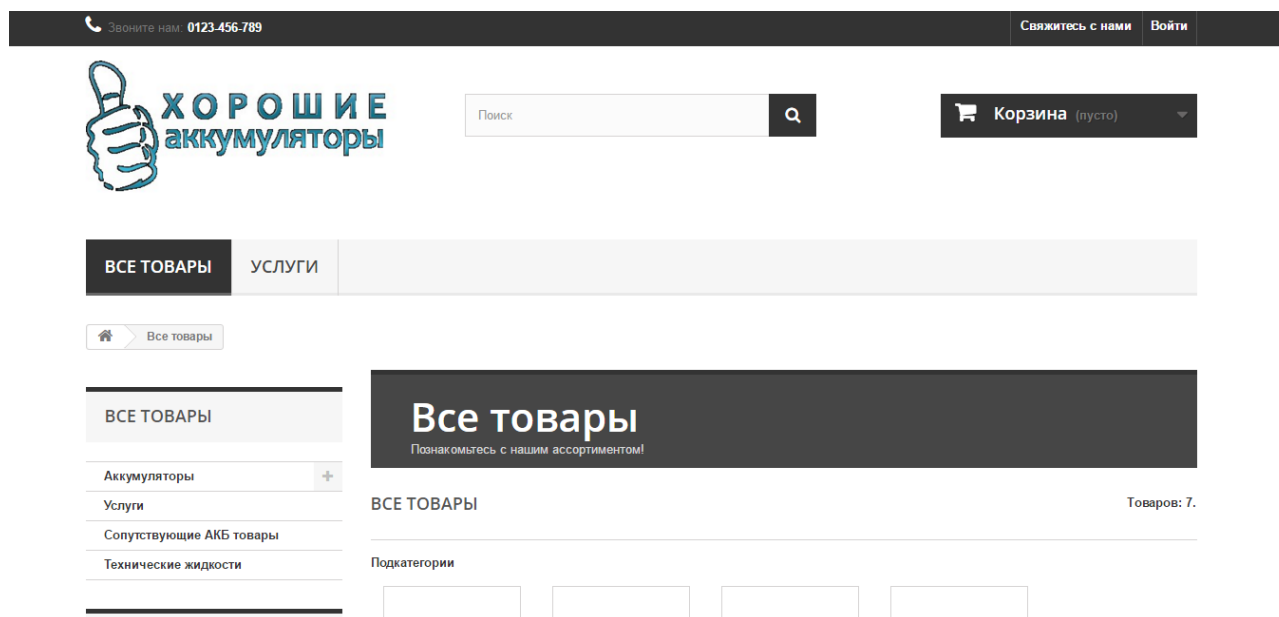 Звоните нам: 0123-456-789
Свяжитесь с нами Войти
ХОРОШИЕ
аккумуляторы
Поиск
Корзина (пусто)
ВСЕ ТОВАРЫ УСЛУГИ
Все товары
ВСЕ ТОВАРЫ
Аккумуляторы
Услуги
Сопутствующие АКБ товары
Технические жидкости
Все товары
Познакомьтесь с нашим ассортиментом!
ВСЕ ТОВАРЫ
Товаров: 7.
Подкатегории